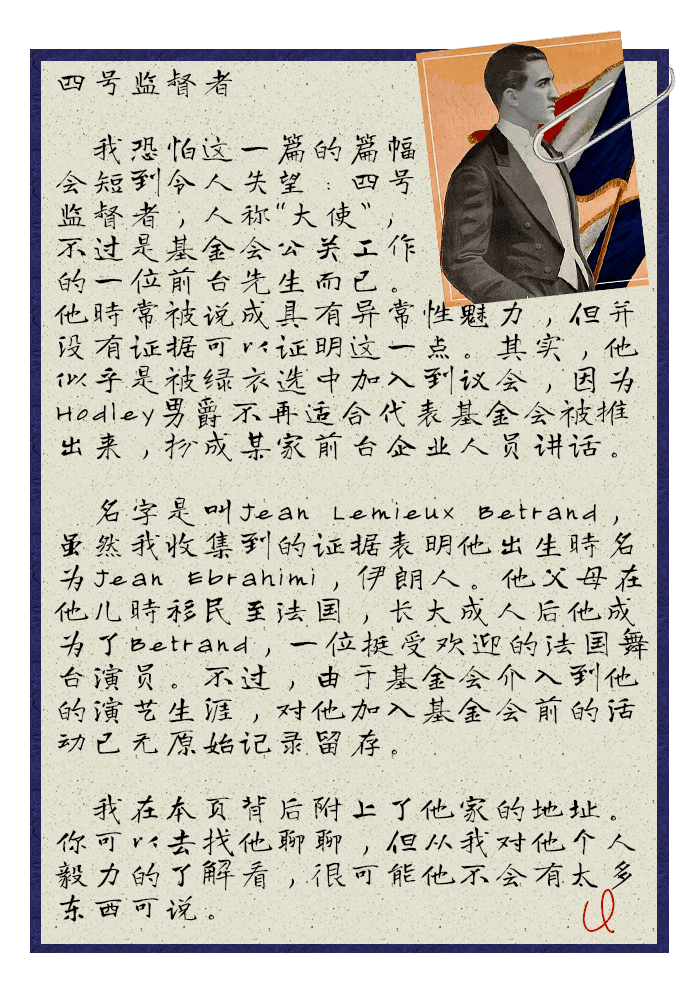 四号监督者
我恐怕这一篇的篇幅
会短到令人失望：四号
监督者，人称“大使”，
不过是基金会公关工作
的一位前台先生而已。
他時常被说成具有异常性魅力，但并
没有证据可以证明这一点。其实，他
似乎是被绿衣选中加入到议会，因为
Hodley男爵不再适合代表基金会被推
出来，扮成某家前台企业人员讲话。
名字是叫Jean Lemieux Betrand，
虽然我收集到的证据表明他出生時名
为Jean Ebrahimi，伊朗人。他父母在
他儿時移民至法国，长大成人后他成
为了Betrand，一位挺受欢迎的法国舞
台演员。不过，由于基金会介入到他
的演艺生涯，对他加入基金会前的活
动已无原始记录留存。
我在本页背后附上了他家的地址。
你可以去找他聊聊，但从我对他个人
毅力的了解看，很可能他不会有太多
东西可说。